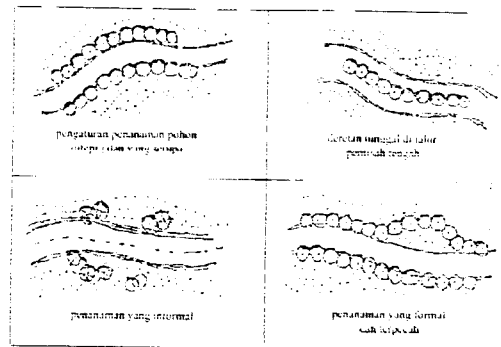 pengaturan penanaman pohon
deretan tunggal di jalur
pemisah tengah
penanaman yang informal
penanaman yang formal
dan terpecah